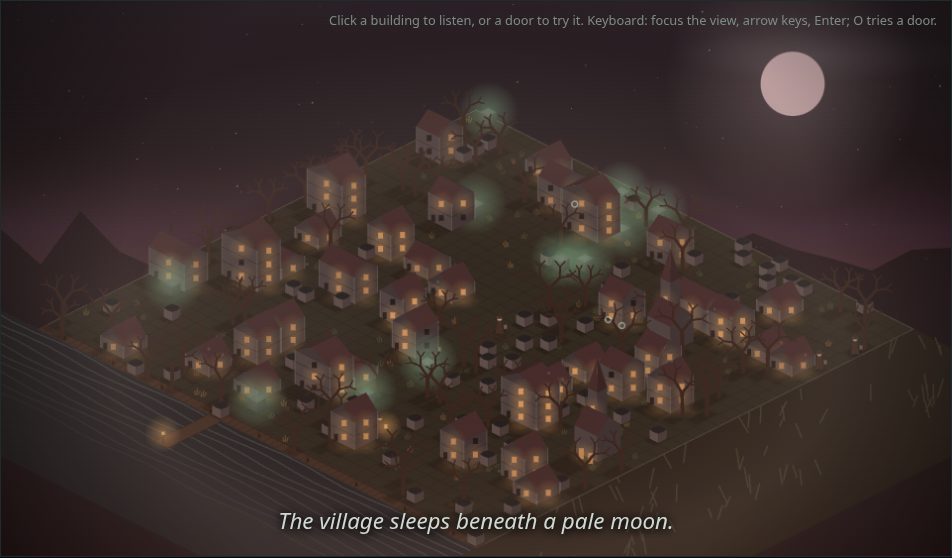 Click a building to listen, or a door to try it. Keyboard: focus the view, arrow keys, Enter; O tries a door.
The village sleeps beneath a pale moon.